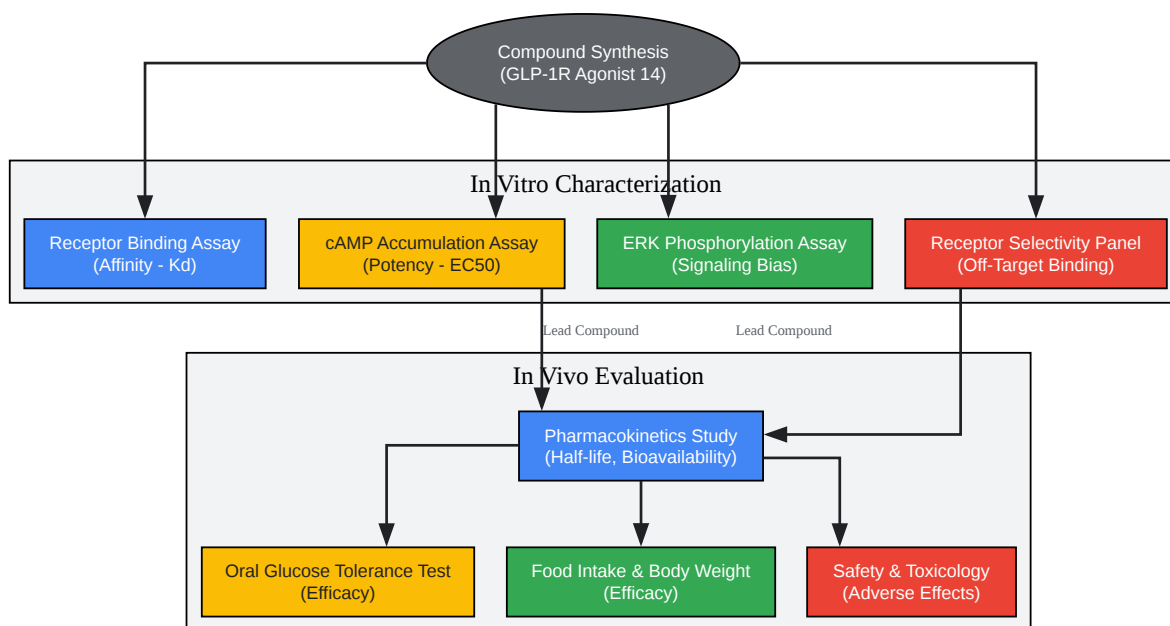 Compound Synthesis
(GLP-1R Agonist 14)
In Vitro Characterization
Receptor Binding Assay
(Affinity - Kd)
cAMP Accumulation Assay
(Potency - EC50)
ERK Phosphorylation Assay
(Signaling Bias)
Receptor Selectivity Panel
(Off-Target Binding)
Lead Compound
Lead Compound
In Vivo Evaluation
Pharmacokinetics Study
(Half-life, Bioavailability)
Oral Glucose Tolerance Test
(Efficacy)
Food Intake & Body Weight
(Efficacy)
Safety & Toxicology
(Adverse Effects)